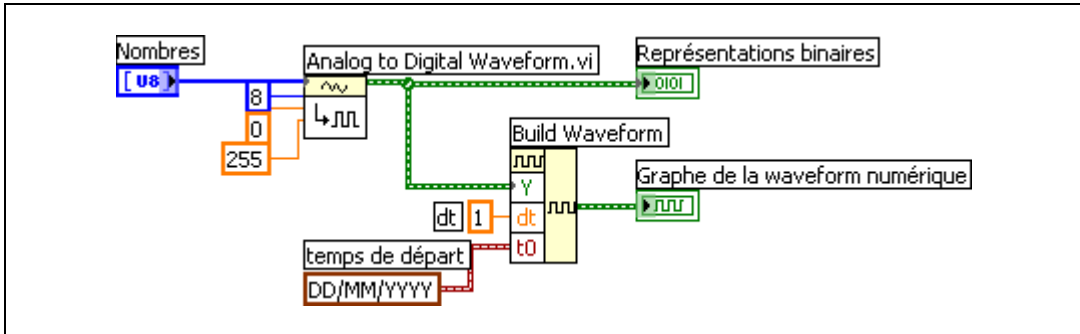 Nombres
[ U8 ]
8
0
255
Analog to Digital Waveform.vi
Représentations binaires
0101
Build Waveform
Y
dt
1
dt
t0
temps de départ
DD/MM/YYYY
Graphe de la waveform numérique